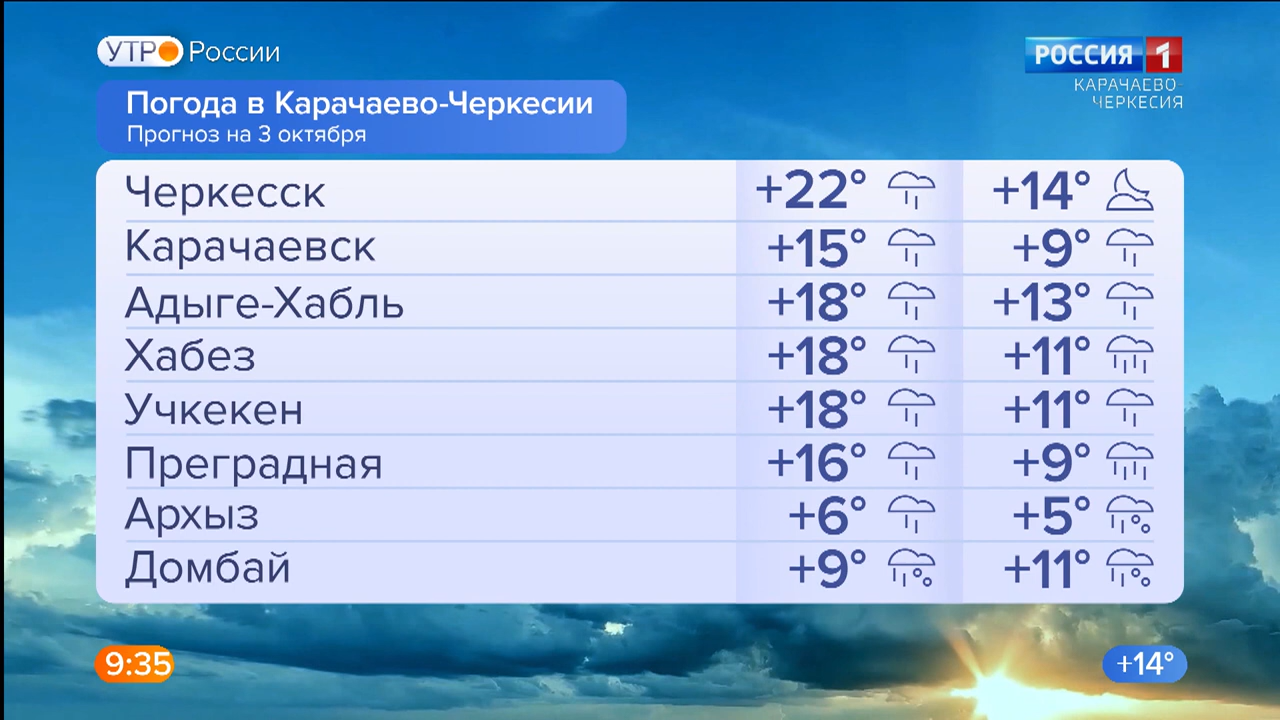 УТРО России
РОССИЯ 1
КАРАЧАЕВО-
ЧЕРКЕСИЯ
Погода в Карачаево-Черкесии
Прогноз на 3 октября
Черкесск +22° +14°
Карачаевск +15° +9°
Адыге-Хабль +18° +13°
Хабез +18° +11°
Учкекен +18° +11°
Преградная +16° +9°
Архыз +6° +5°
Домбай +9° +11°
9:35 +14°